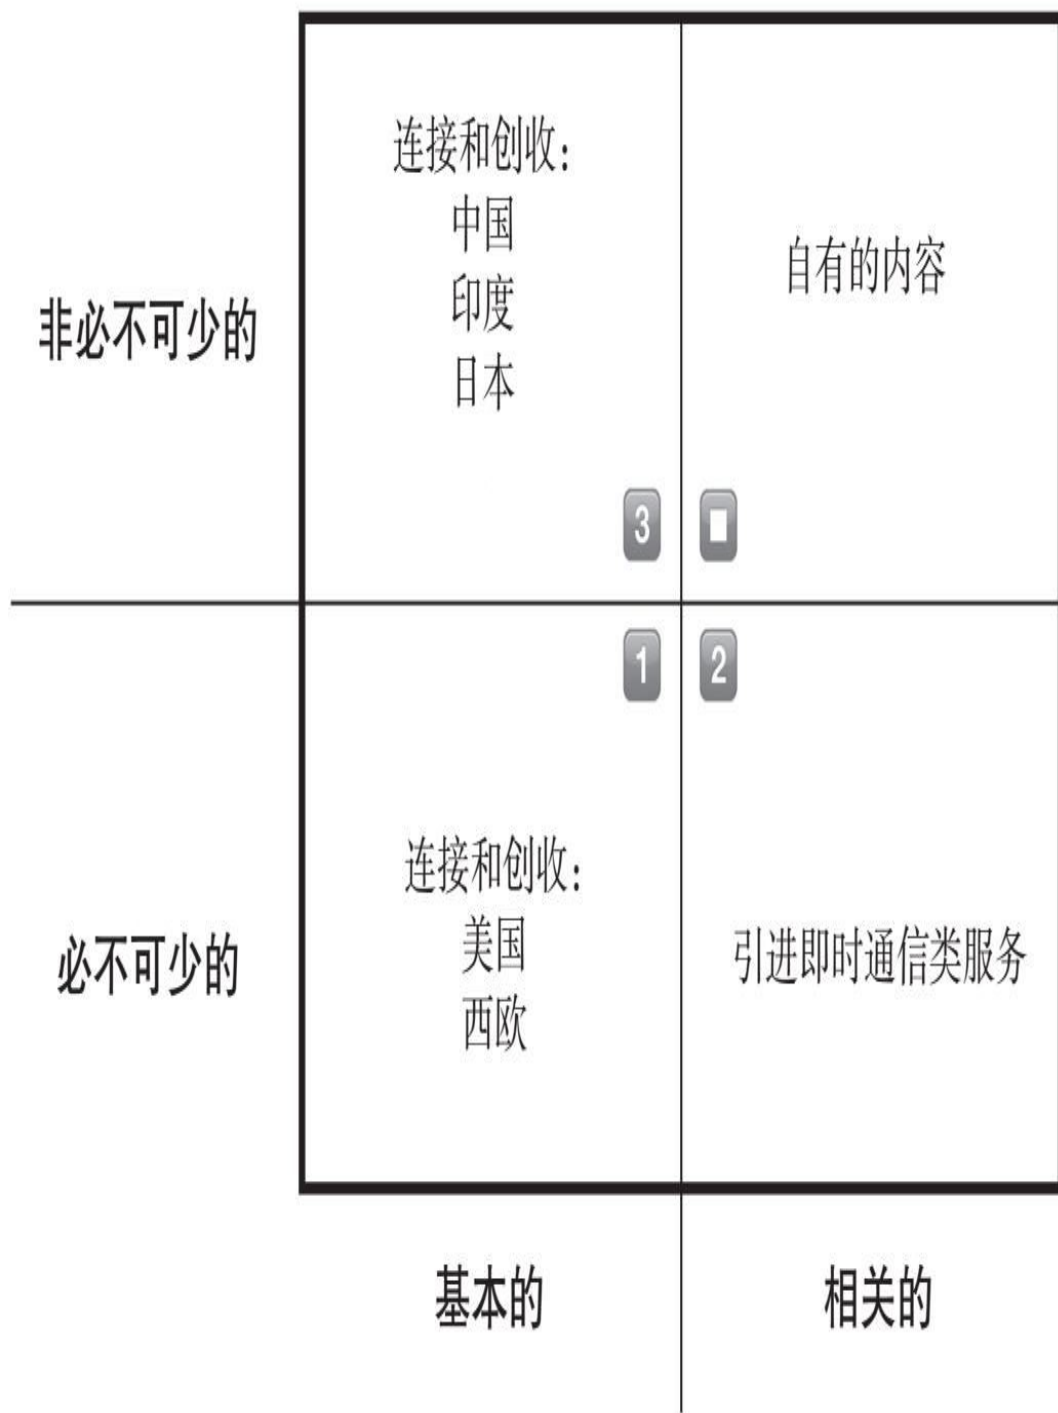 连接和创收：
中国
印度
日本
自有的内容
非必不可少的
3
1
2
连接和创收：
美国
西欧
引进即时通信类服务
必不可少的
基本的
相关的